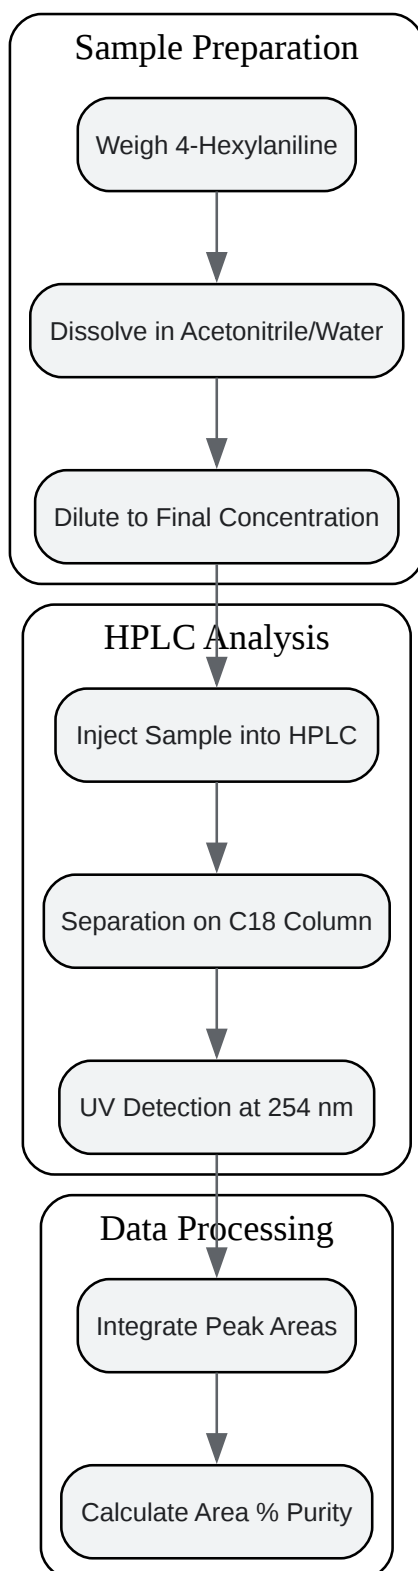 Sample Preparation
Weigh 4-Hexylaniline
Dissolve in Acetonitrile/Water
Dilute to Final Concentration
HPLC Analysis
Inject Sample into HPLC
Separation on C18 Column
UV Detection at 254 nm
Data Processing
Integrate Peak Areas
Calculate Area % Purity